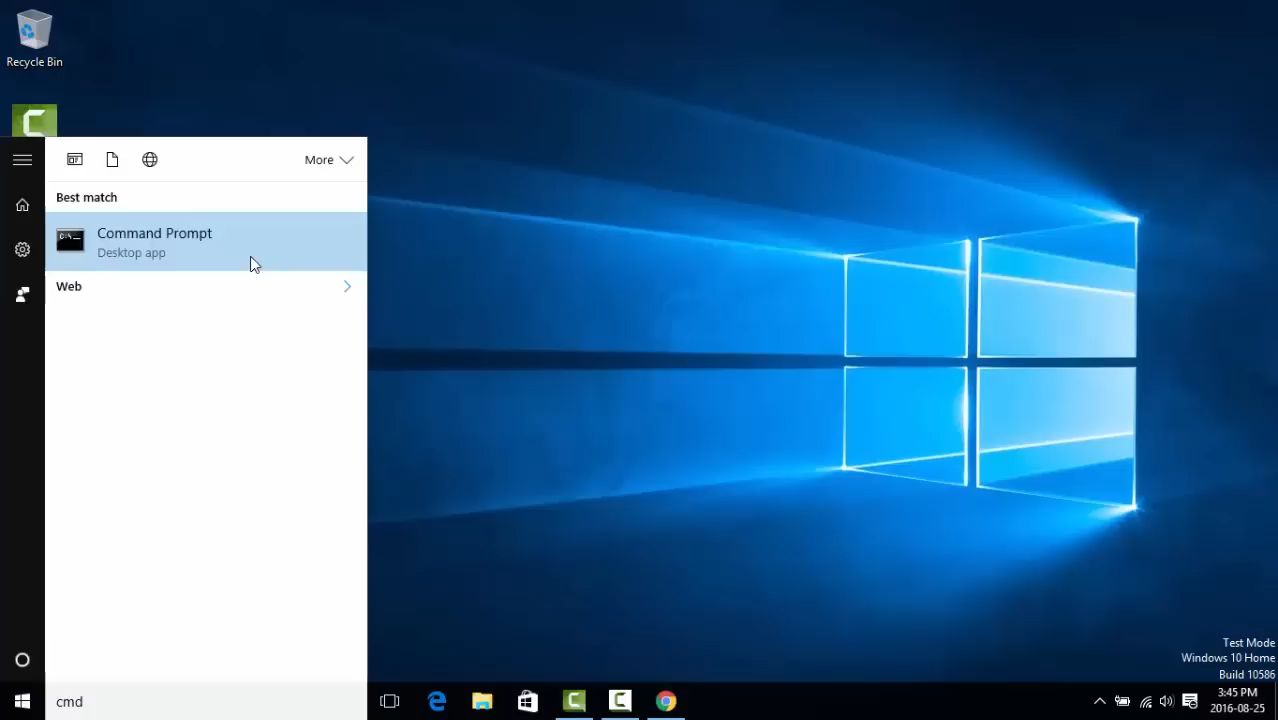 Recycle Bin
More
Best match
Command Prompt
Desktop app
Web
cmd
Test Mode
Windows 10 Home
Build 10586
3:45 PM
2016-08-25